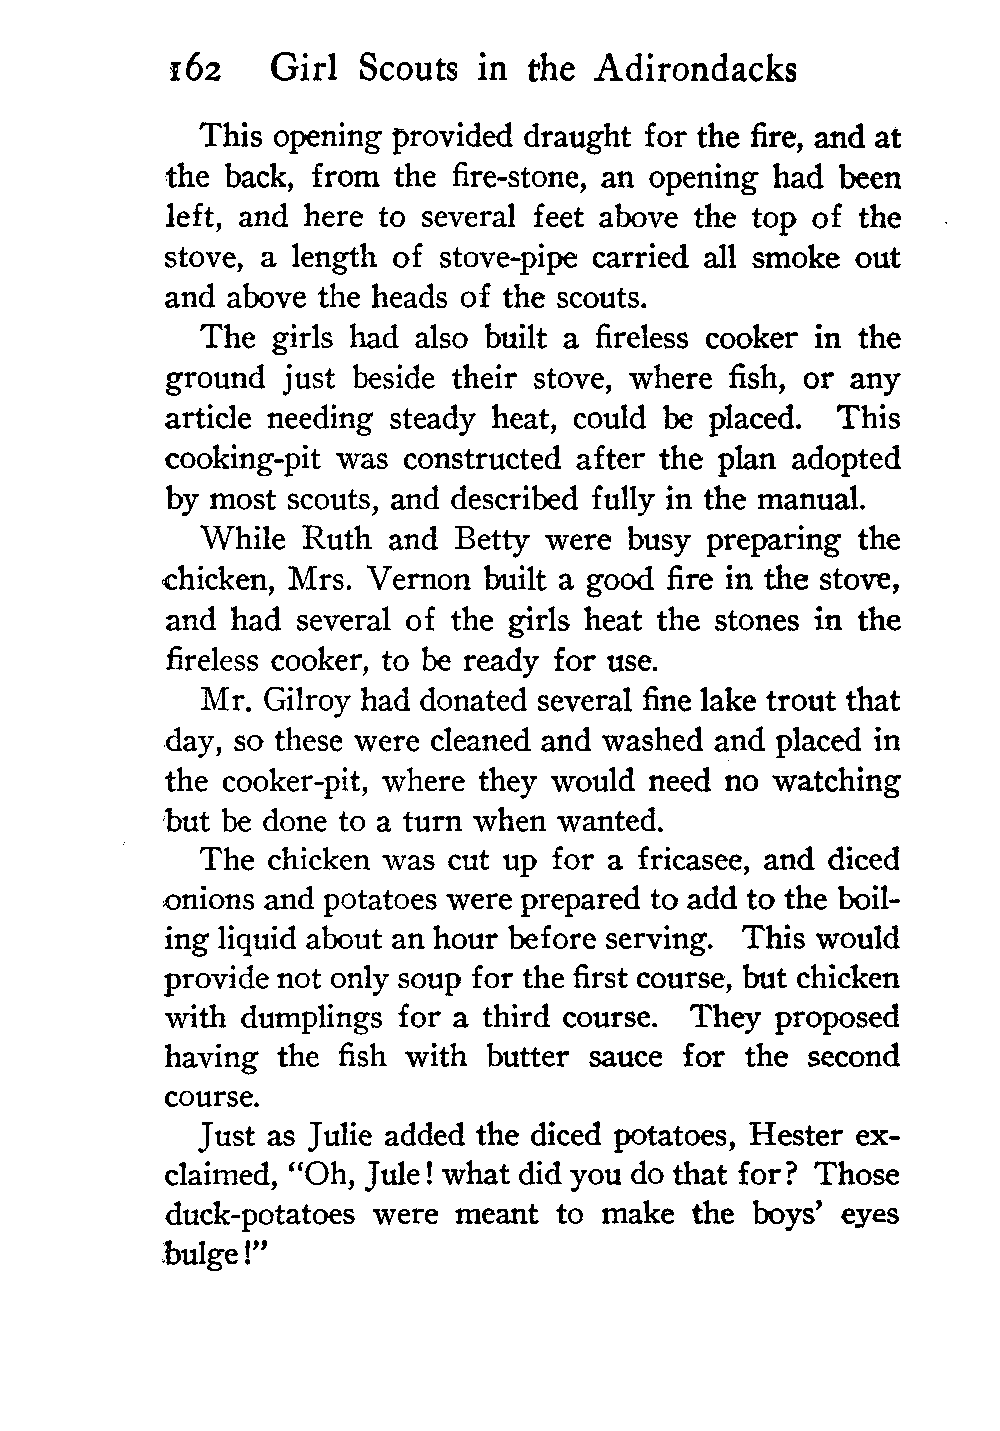 162 Girl Scouts in the Adirondacks
This opening provided draught for the fire, and at
the back, from the fire-stone, an opening had been
left, and here to several feet above the top of the
stove, a length of stove-pipe carried all smoke out
and above the heads of the scouts.
The girls had also built a fireless cooker in the
ground just beside their stove, where fish, or any
article needing steady heat, could be placed. This
cooking-pit was constructed after the plan adopted
by most scouts, and described fully in the manual.
While Ruth and Betty were busy preparing the
chicken, Mrs. Vernon built a good fire in the stove,
and had several of the girls heat the stones in the
fireless cooker, to be ready for use.
Mr. Gilroy had donated several fine lake trout that
day, so these were cleaned and washed and placed in
the cooker-pit, where they would need no watching
but be done to a turn when wanted.
The chicken was cut up for a fricasee, and diced
onions and potatoes were prepared to add to the boil-
ing liquid about an hour before serving. This would
provide not only soup for the first course, but chicken
with dumplings for a third course. They proposed
having the fish with butter sauce for the second
course.
Just as Julie added the diced potatoes, Hester ex-
claimed, "Oh, Jule! what did you do that for? Those
duck-potatoes were meant to make the boys' eyes
bulge!"